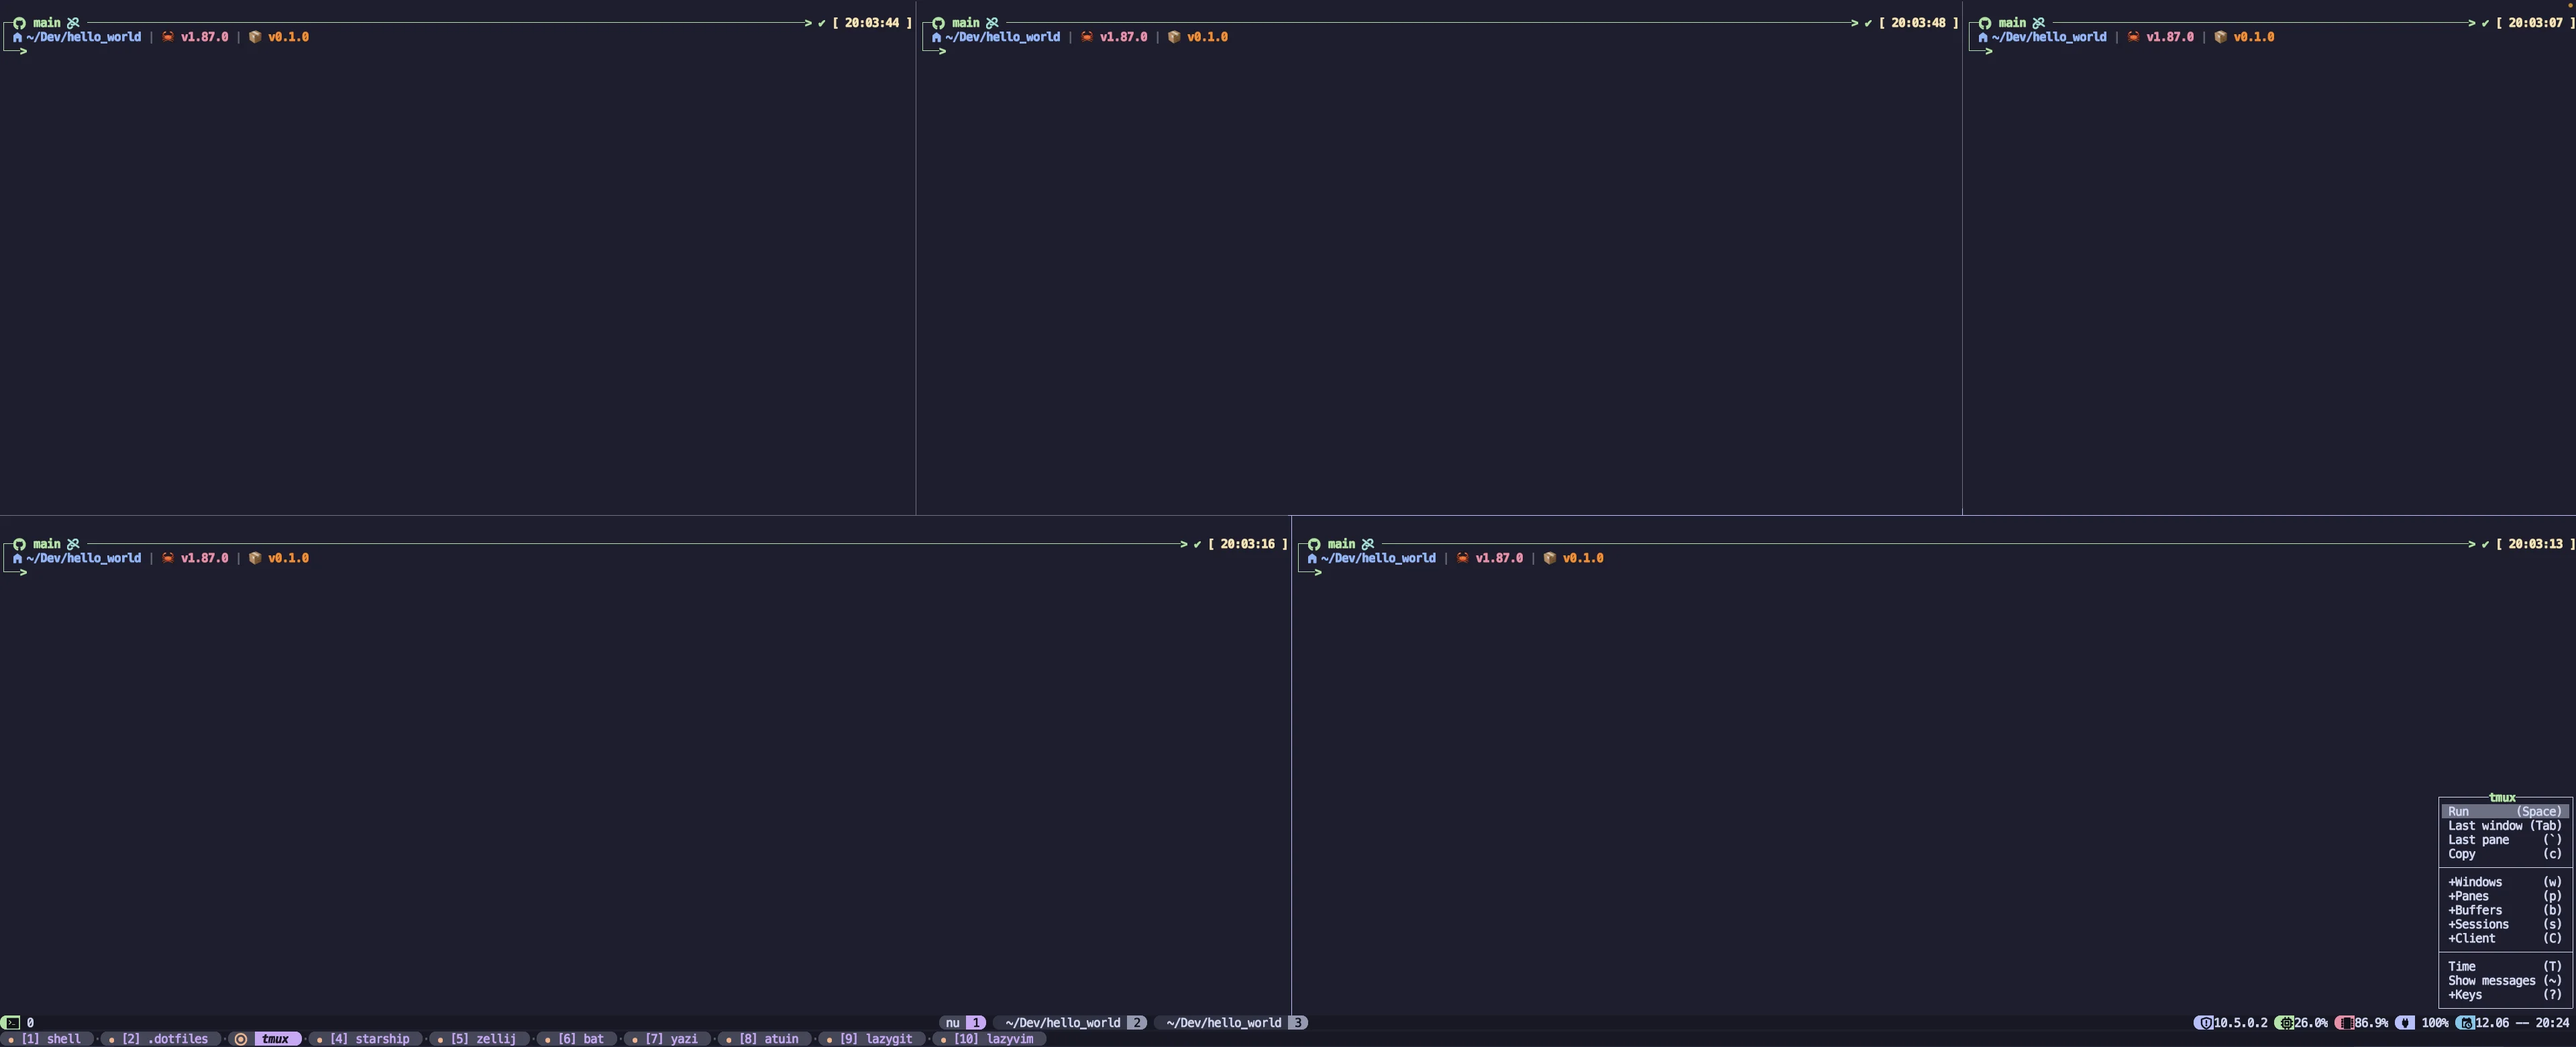 main > ✔ [ 20:03:44 ]
~/Dev/hello_world | v1.87.0 | v0.1.0
>
main > ✔ [ 20:03:48 ]
~/Dev/hello_world | v1.87.0 | v0.1.0
>
main > ✔ [ 20:03:07 ]
~/Dev/hello_world | v1.87.0 | v0.1.0
>
main > ✔ [ 20:03:16 ]
~/Dev/hello_world | v1.87.0 | v0.1.0
>
main > ✔ [ 20:03:13 ]
~/Dev/hello_world | v1.87.0 | v0.1.0
>
tmux
Run (Space)
Last window (Tab)
Last pane (`)
Copy (c)
+Windows (w)
+Panes (p)
+Buffers (b)
+Sessions (s)
+Client (C)
Time (T)
Show messages (~)
+Keys (?)
0 nu 1 ~/Dev/hello_world 2 ~/Dev/hello_world 3 10.5.0.2 26.0% 86.9% 100% 12.06 —— 20:24
[1] shell [2] .dotfiles tmux [4] starship [5] zellij [6] bat [7] yazi [8] atuin [9] lazygit [10] lazyvim